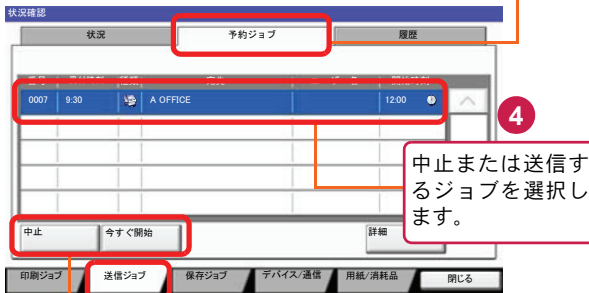 状況確認
状況 予約ジョブ 履歴
0007 9:30 A OFFICE 12:00
4
中止または送信す
るジョブを選択し
ます。
中止 今すぐ開始 詳細
印刷ジョブ 送信ジョブ 保存ジョブ デバイス/通信 用紙/消耗品 閉じる